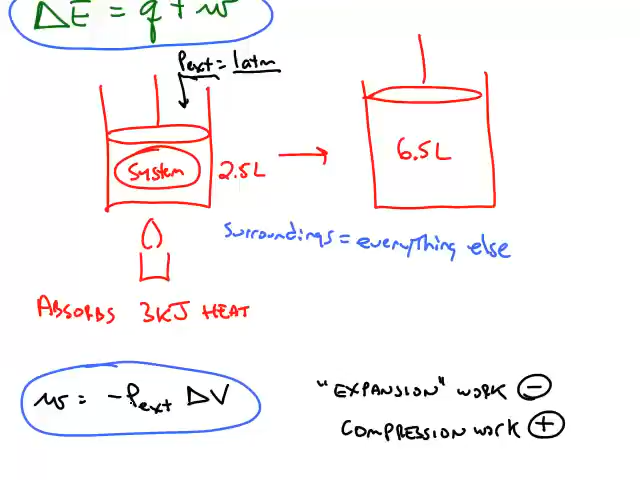 ΔE = q + w
Pext = 1atm
System
2.5L
6.5L
Surroundings = everything else
ABSORBS 3KJ HEAT
w = -Pext ΔV
"EXPANSION" WORK -
COMPRESSION WORK +